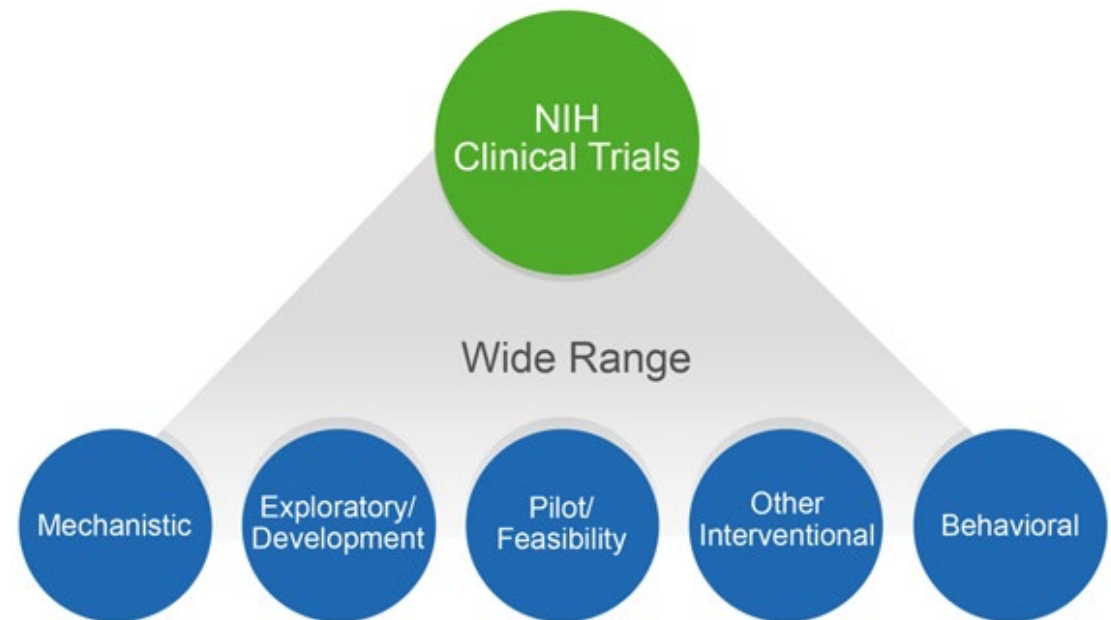 NIH
Clinical Trials
Wide Range
Mechanistic
Exploratory/
Development
Pilot/
Feasibility
Other
Interventional
Behavioral